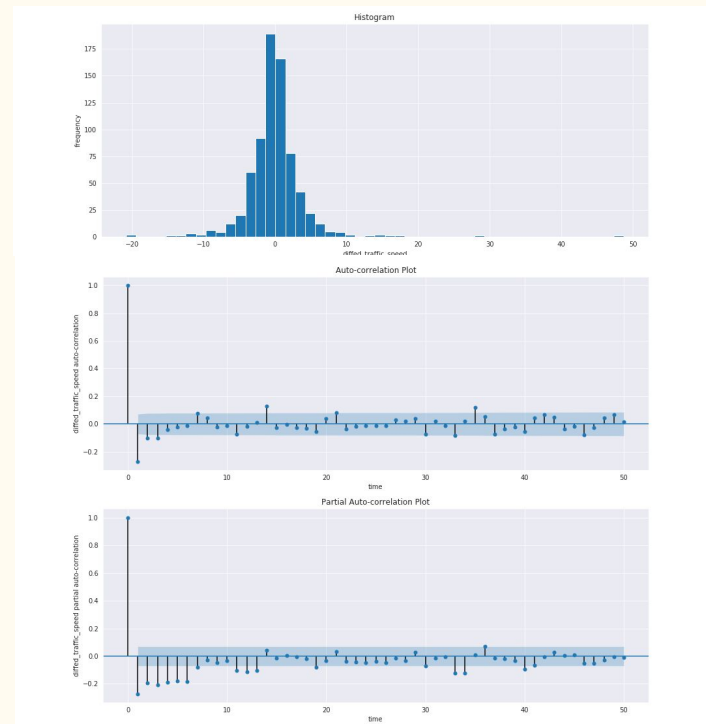 Histogram
175
150
125
100
75
50
25
0
frequency
−20 −10 0 10 20 30 40 50
diffed_traffic_speed
Auto-correlation Plot
1.0
0.8
0.6
0.4
0.2
0.0
−0.2
diffed_traffic_speed auto-correlation
0 10 20 30 40 50
time
Partial Auto-correlation Plot
1.0
0.8
0.6
0.4
0.2
0.0
−0.2
diffed_traffic_speed partial auto-correlation
0 10 20 30 40 50
time